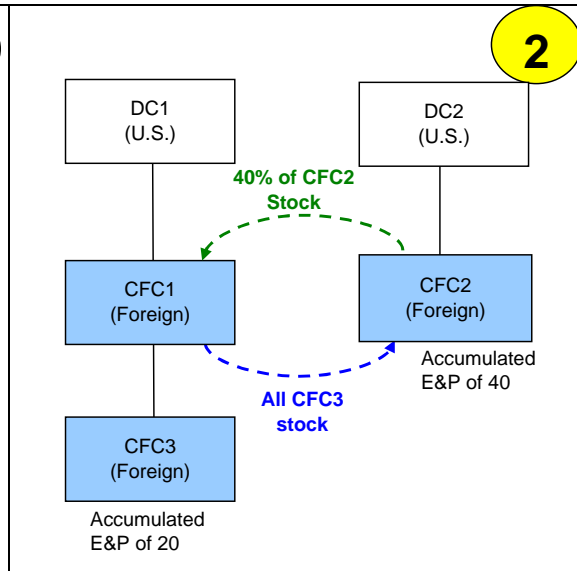 2
DC1
(U.S.)
DC2
(U.S.)
40% of CFC2
Stock
CFC1
(Foreign)
CFC2
(Foreign)
Accumulated
E&P of 40
All CFC3
stock
CFC3
(Foreign)
Accumulated
E&P of 20